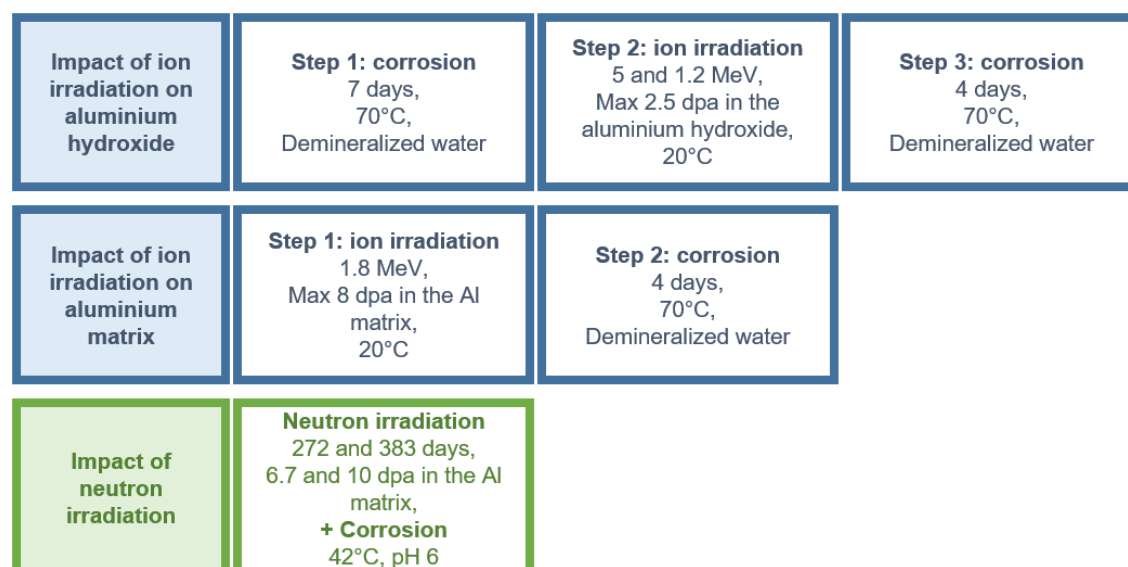 Impact of ion
irradiation on
aluminium
hydroxide
Step 1: corrosion
7 days,
70°C,
Demineralized water
Step 2: ion irradiation
5 and 1.2 MeV,
Max 2.5 dpa in the
aluminium hydroxide,
20°C
Step 3: corrosion
4 days,
70°C,
Demineralized water
Impact of ion
irradiation on
aluminium
matrix
Step 1: ion irradiation
1.8 MeV,
Max 8 dpa in the Al
matrix,
20°C
Step 2: corrosion
4 days,
70°C,
Demineralized water
Impact of
neutron
irradiation
Neutron irradiation
272 and 383 days,
6.7 and 10 dpa in the Al
matrix,
+ Corrosion
42°C, pH 6